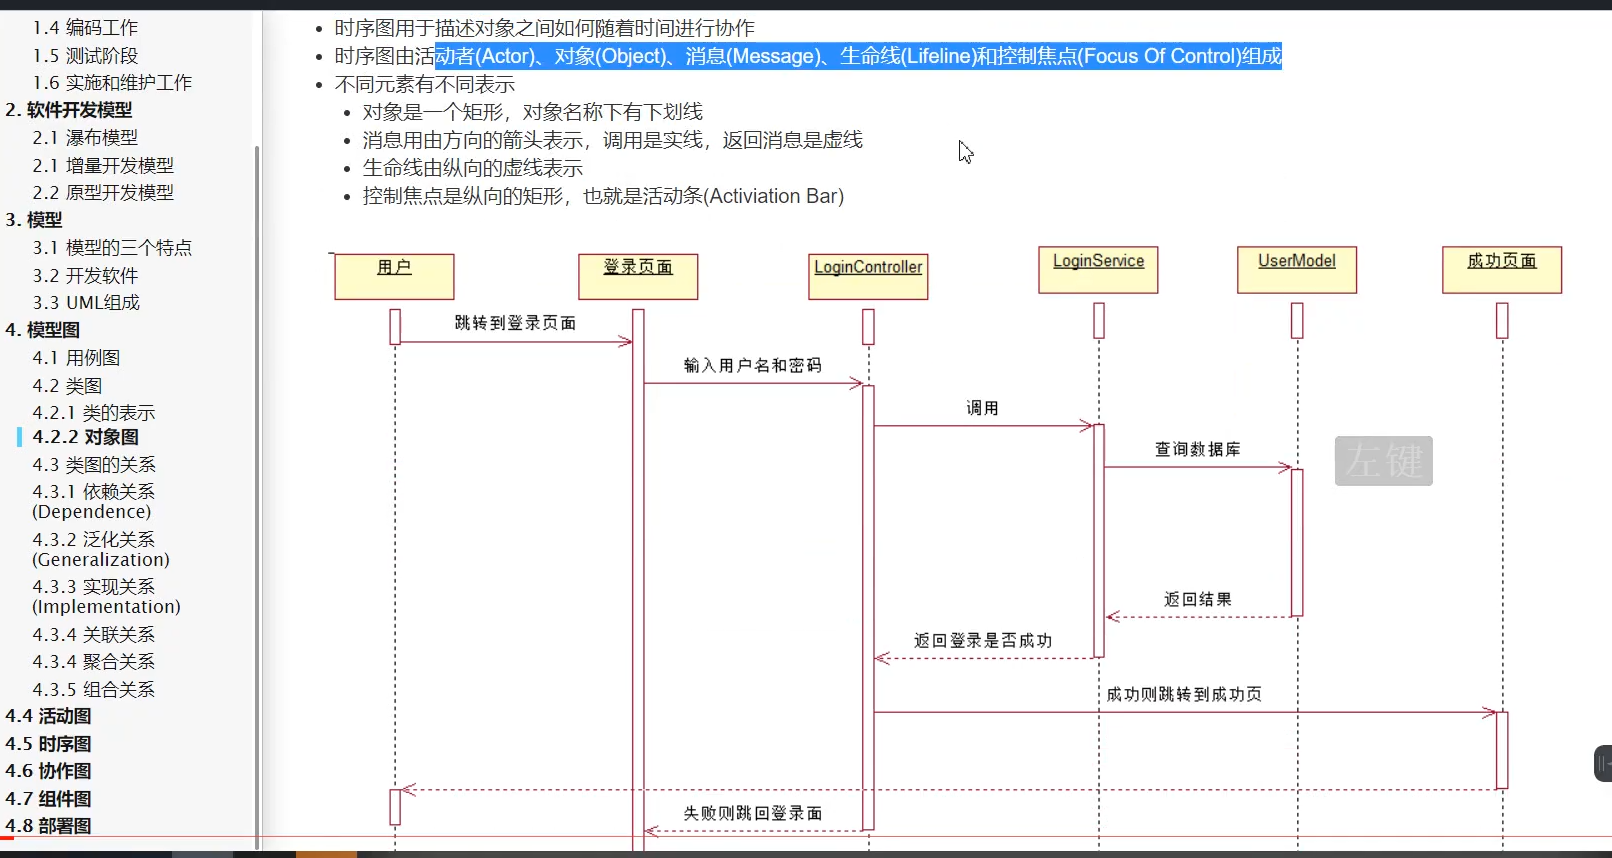 1.4 编码工作
1.5 测试阶段
1.6 实施和维护工作
2. 软件开发模型
2.1 瀑布模型
2.1 增量开发模型
2.2 原型开发模型
3. 模型
3.1 模型的三个特点
3.2 开发软件
3.3 UML组成
4. 模型图
4.1 用例图
4.2 类图
4.2.1 类的表示
4.2.2 对象图
4.3 类图的关系
4.3.1 依赖关系
(Dependence)
4.3.2 泛化关系
(Generalization)
4.3.3 实现关系
(Implementation)
4.3.4 关联关系
4.3.4 聚合关系
4.3.5 组合关系
4.4 活动图
4.5 时序图
4.6 协作图
4.7 组件图
4.8 部署图
时序图用于描述对象之间如何随着时间进行协作
时序图由活动者(Actor)、对象(Object)、消息(Message)、生命线(Lifeline)和控制焦点(Focus Of Control)组成
不同元素有不同表示
对象是一个矩形，对象名称下有下划线
消息用由方向的箭头表示，调用是实线，返回消息是虚线
生命线由纵向的虚线表示
控制焦点是纵向的矩形，也就是活动条(Activiation Bar)
用户
登录页面
LoginController
LoginService
UserModel
成功页面
跳转到登录页面
输入用户名和密码
调用
查询数据库
左键
返回结果
返回登录是否成功
成功则跳转到成功页
失败则跳回登录面